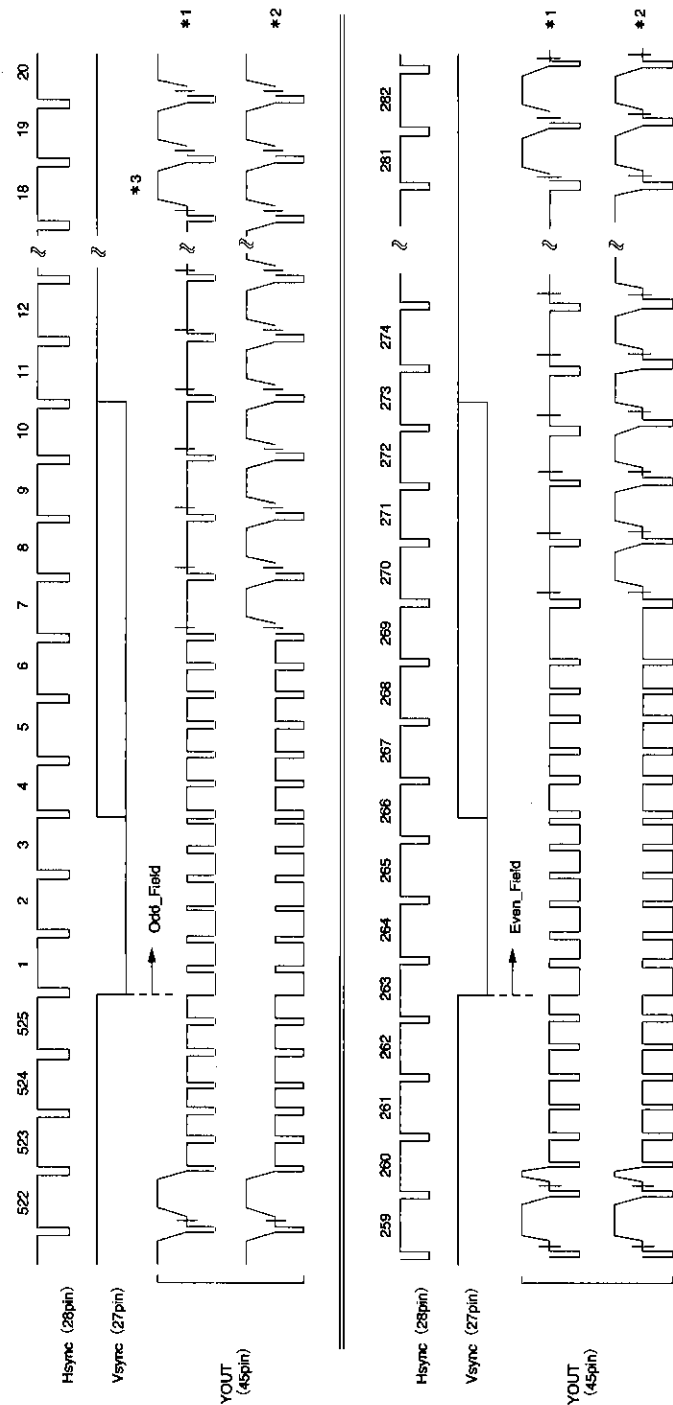 522 523 524 525 1 2 3 4 5 6 7 8 9 10 11 12 18 19 20
Hsync (28pin)
Vsync (27pin)
Odd_Field
*3
YOUT
(45pin)
*1
*2
259 260 261 262 263 264 265 266 267 268 269 270 271 272 273 274 281 282
Hsync (28pin)
Vsync (27pin)
Even_Field
YOUT
(45pin)
*1
*2